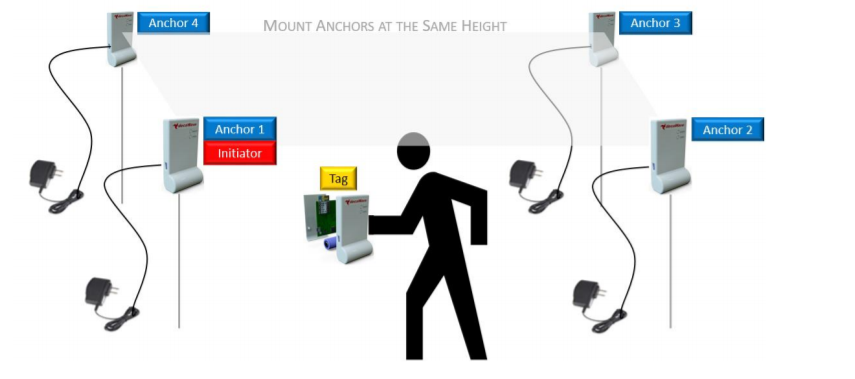 Anchor 4
MOUNT ANCHORS AT THE SAME HEIGHT
Anchor 3
Anchor 1
Initiator
Anchor 2
Tag